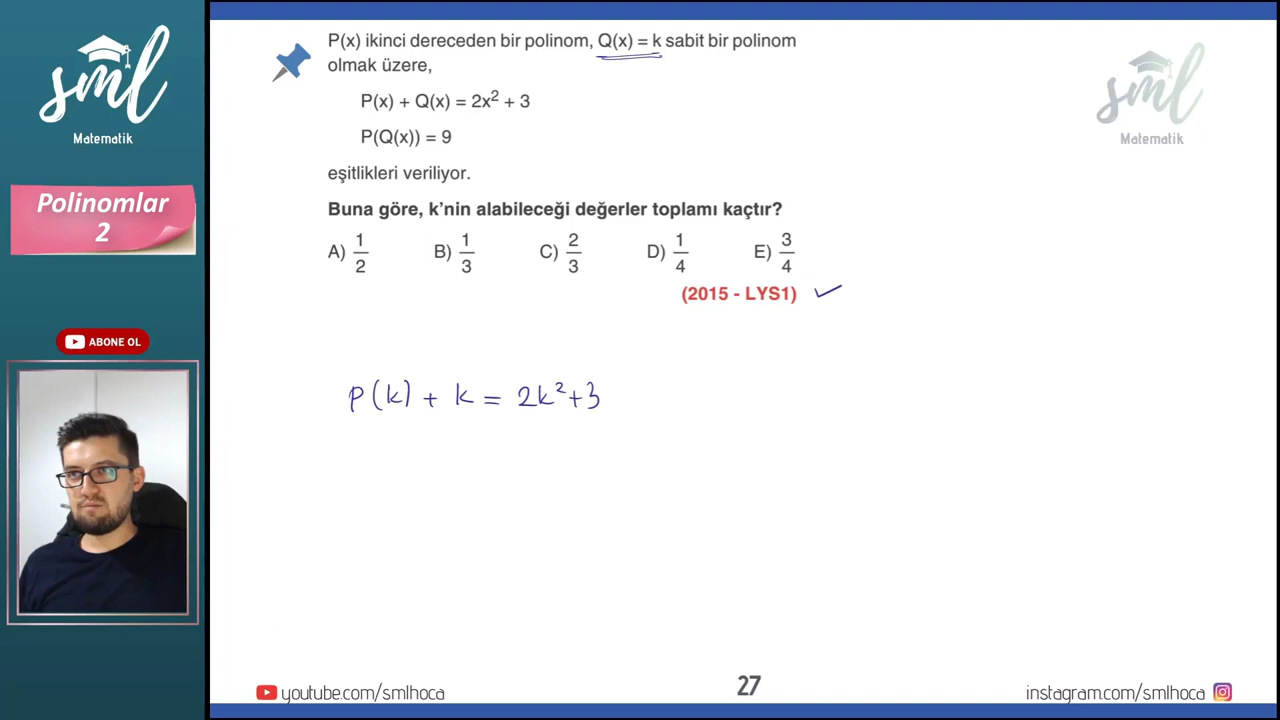 sml
Matematik
Polinomlar
2
ABONE OL
P(x) ikinci dereceden bir polinom, Q(x) = k sabit bir polinom
olmak üzere,
P(x) + Q(x) = 2x² + 3
P(Q(x)) = 9
eşitlikleri veriliyor.
Buna göre, k’nin alabileceği değerler toplamı kaçtır?
A) 1/2 B) 1/3 C) 2/3 D) 1/4 E) 3/4
(2015 - LYS1)
P(k) + k = 2k²+3
sml
Matematik
youtube.com/smlhoca
27
instagram.com/smlhoca